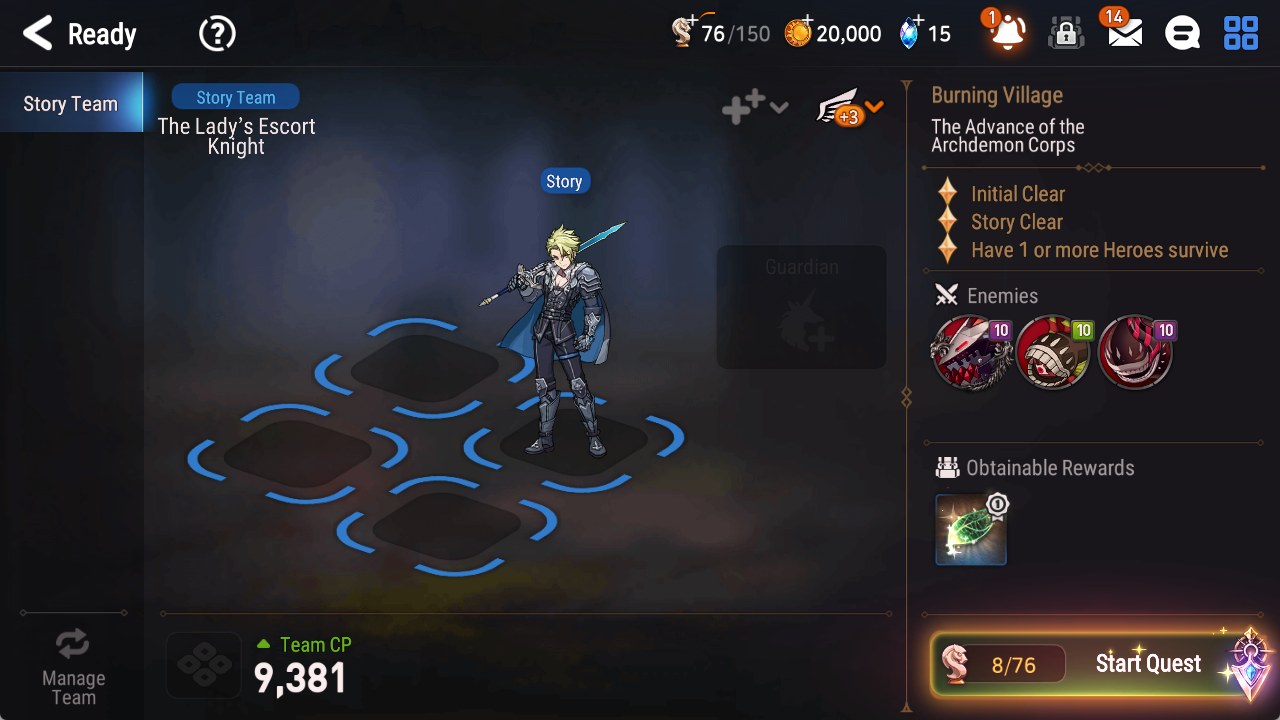 Ready
?
76/150
20,000
15
1
14
Story Team
Story Team
The Lady's Escort
Knight
+3
Story
Guardian
Burning Village
The Advance of the
Archdemon Corps
Initial Clear
Story Clear
Have 1 or more Heroes survive
Enemies
10
10
10
Obtainable Rewards
1
Manage
Team
Team CP
9,381
8/76
Start Quest